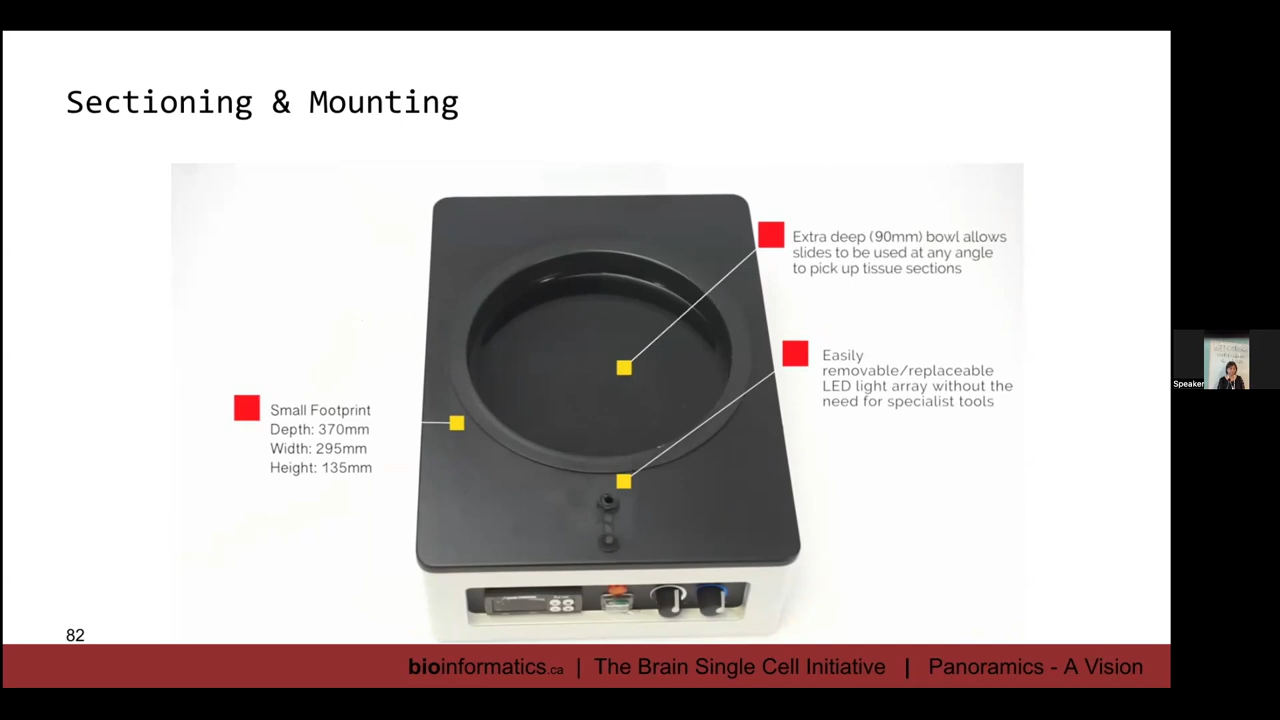 Sectioning & Mounting
Extra deep (90mm) bowl allows
slides to be used at any angle
to pick up tissue sections
Easily
removable/replaceable
LED light array without the
need for specialist tools
Small Footprint
Depth: 370mm
Width: 295mm
Height: 135mm
82
bioinformatics.ca | The Brain Single Cell Initiative | Panoramics - A Vision
Speaker